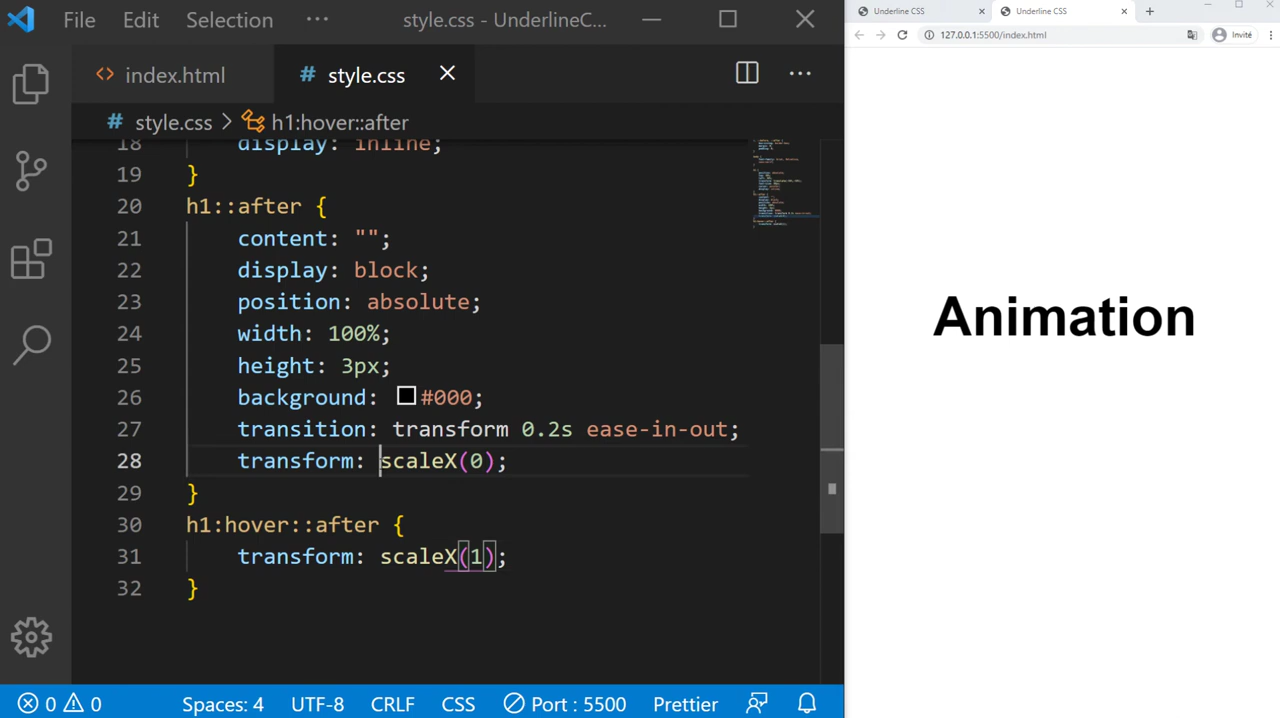 File Edit Selection ··· style.css - UnderlineC...
index.html
style.css
# style.css > h1:hover::after
18 display: inline;
19 }
20 h1::after {
21 content: "";
22 display: block;
23 position: absolute;
24 width: 100%;
25 height: 3px;
26 background: #000;
27 transition: transform 0.2s ease-in-out;
28 transform: scaleX(0);
29 }
30 h1:hover::after {
31 transform: scaleX(1);
32 }
0 0 Spaces: 4 UTF-8 CRLF CSS Port : 5500 Prettier
Underline CSS
Underline CSS
127.0.0.1:5500/index.html
Invité
Animation